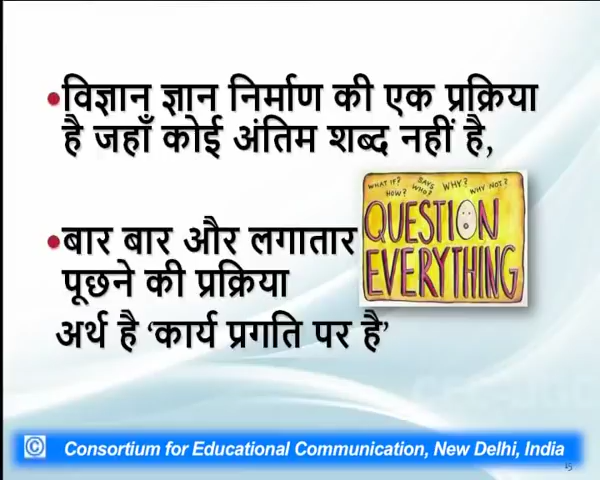 •विज्ञान ज्ञान निर्माण की एक प्रक्रिया
है जहाँ कोई अंतिम शब्द नहीं है,
WHAT IF? SAYS WHO? WHY? WHY NOT?
HOW?
QUESTION
EVERYTHING
•बार बार और लगातार
पूछने की प्रक्रिया
अर्थ है ‘कार्य प्रगति पर है’
© Consortium for Educational Communication, New Delhi, India
15